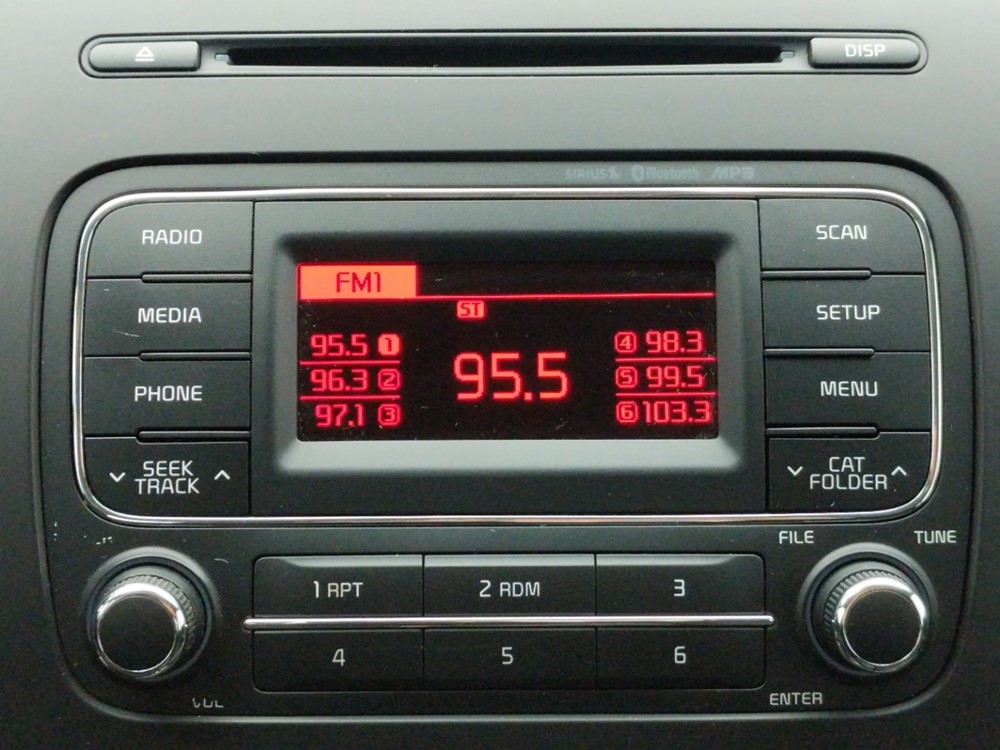 DISP
SIRIUS Bluetooth MP3
RADIO
MEDIA
PHONE
SEEK
TRACK
FM1
ST
95.5 1
96.3 2
97.1 3
95.5
4 98.3
5 99.5
6 103.3
SCAN
SETUP
MENU
CAT
FOLDER
FILE
TUNE
1 RPT
2 RDM
3
4
5
6
ENTER